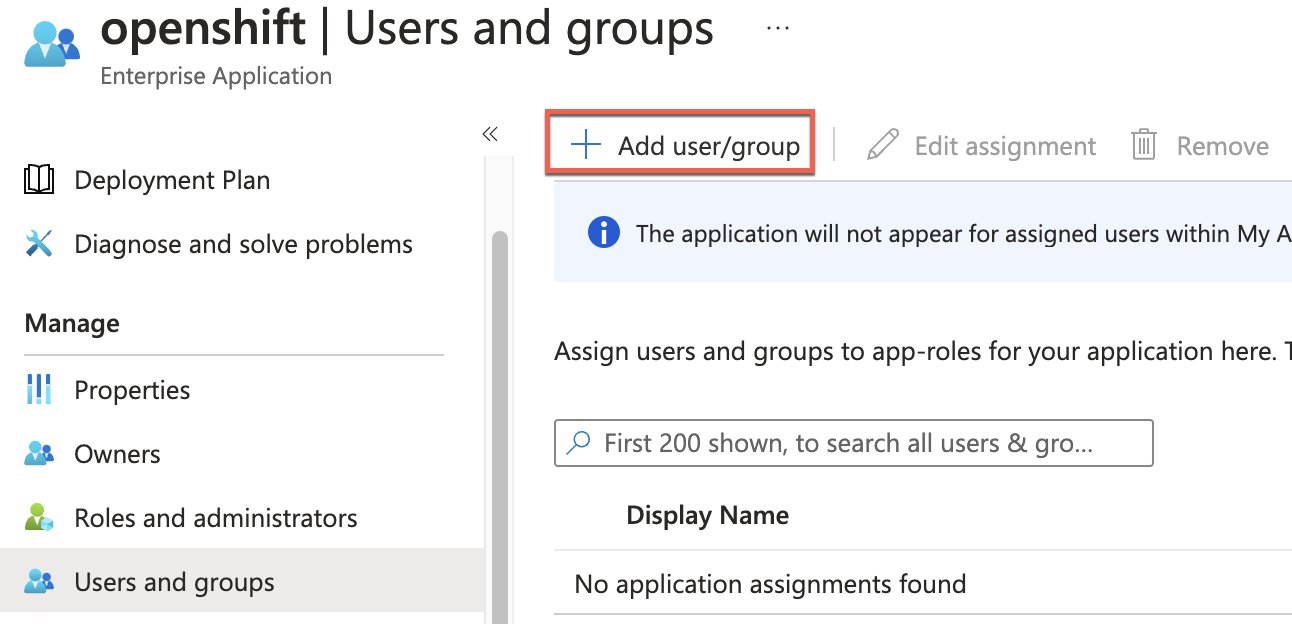 openshift | Users and groups ...
Enterprise Application
Deployment Plan
Diagnose and solve problems
Manage
Properties
Owners
Roles and administrators
Users and groups
Add user/group
Edit assignment
Remove
The application will not appear for assigned users within My A
Assign users and groups to app-roles for your application here. T
First 200 shown, to search all users & gro...
Display Name
No application assignments found